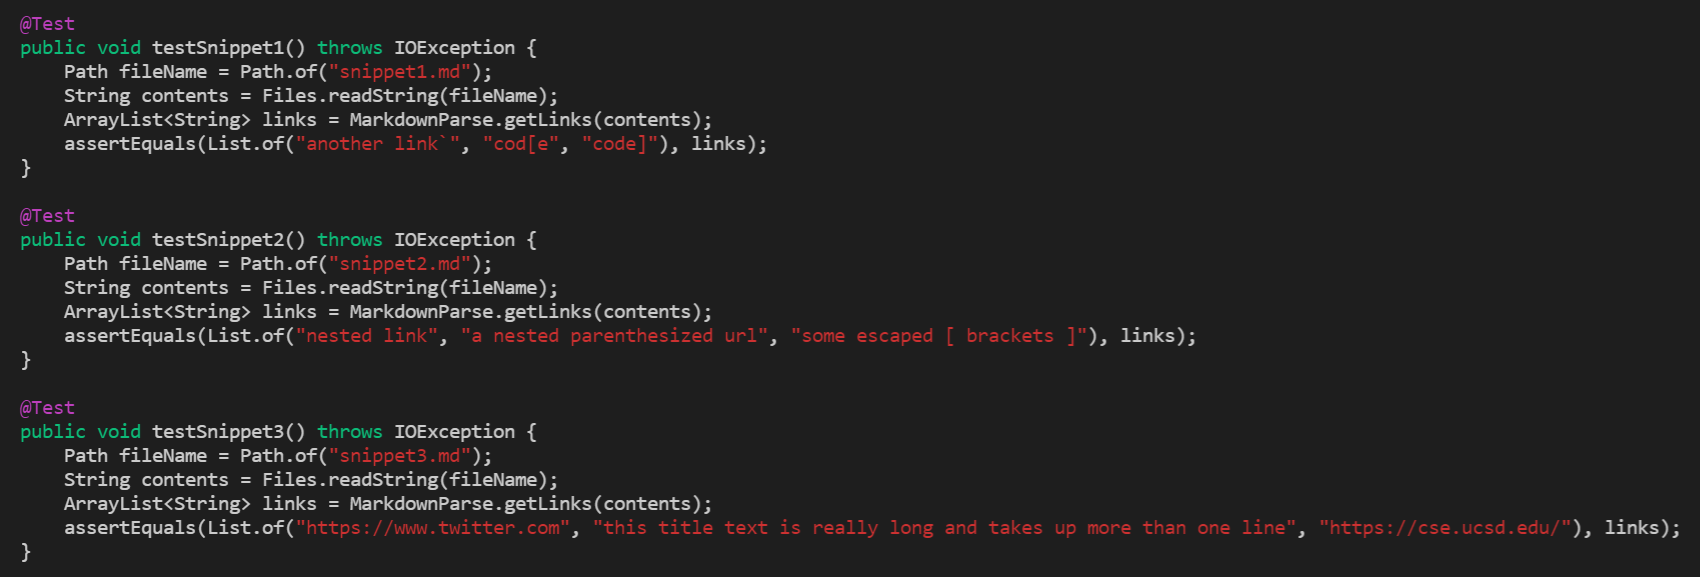 @Test
public void testSnippet1() throws IOException {
    Path fileName = Path.of("snippet1.md");
    String contents = Files.readString(fileName);
    ArrayList<String> links = MarkdownParse.getLinks(contents);
    assertEquals(List.of("another link`", "cod[e", "code]"), links);
}

@Test
public void testSnippet2() throws IOException {
    Path fileName = Path.of("snippet2.md");
    String contents = Files.readString(fileName);
    ArrayList<String> links = MarkdownParse.getLinks(contents);
    assertEquals(List.of("nested link", "a nested parenthesized url", "some escaped [ brackets ]"), links);
}

@Test
public void testSnippet3() throws IOException {
    Path fileName = Path.of("snippet3.md");
    String contents = Files.readString(fileName);
    ArrayList<String> links = MarkdownParse.getLinks(contents);
    assertEquals(List.of("https://www.twitter.com", "this title text is really long and takes up more than one line", "https://cse.ucsd.edu/"), links);
}